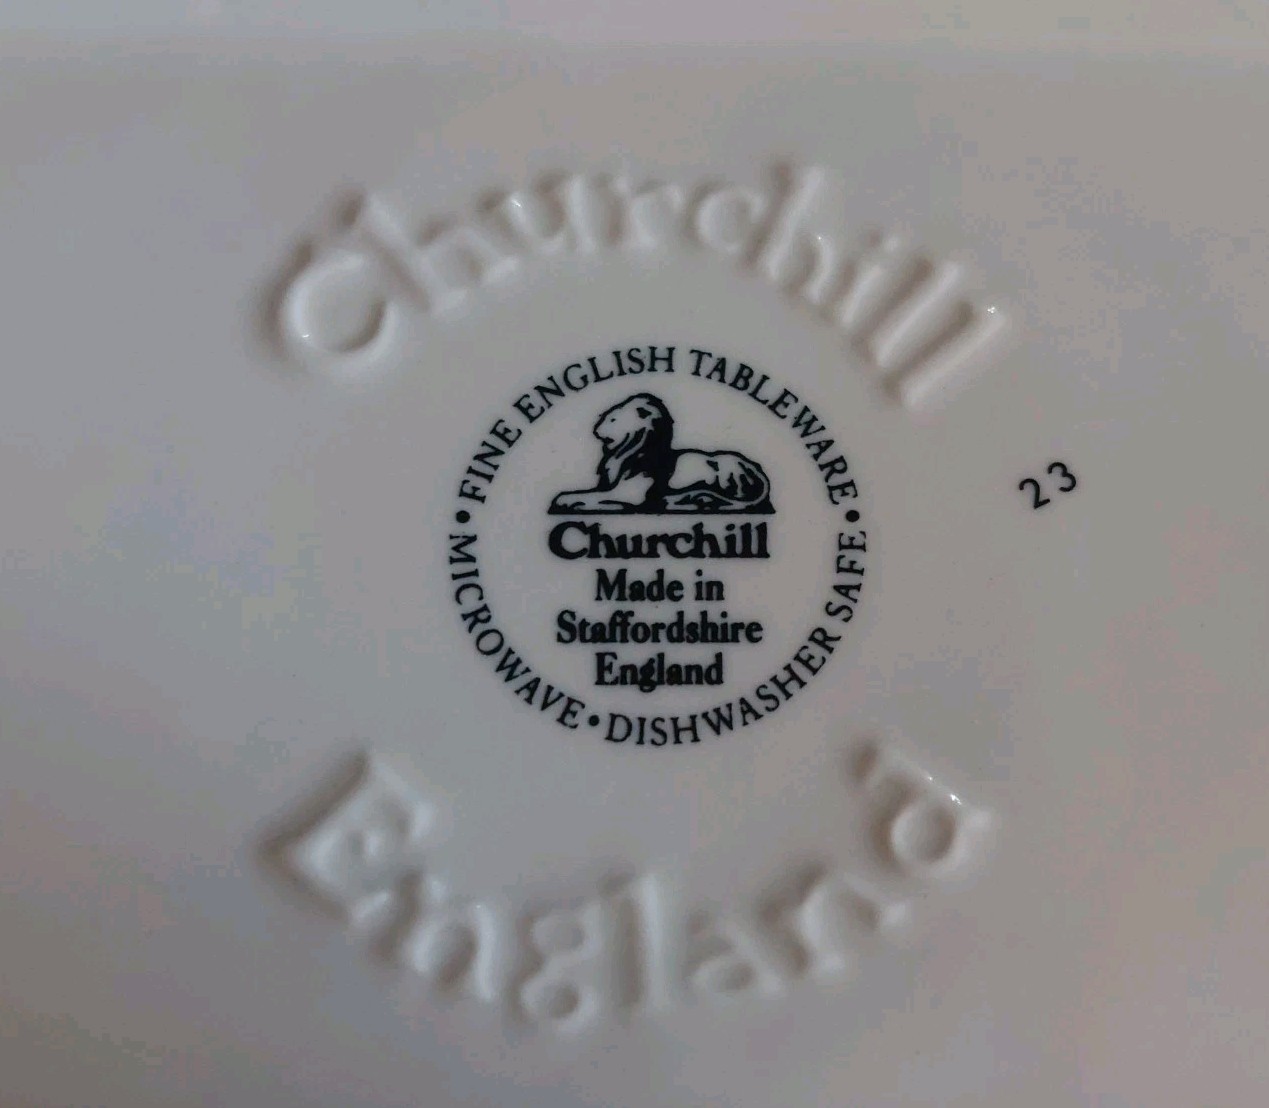 Churchill
• FINE ENGLISH TABLEWARE •
Churchill
Made in
Staffordshire
England
MICROWAVE • DISHWASHER SAFE
23
England